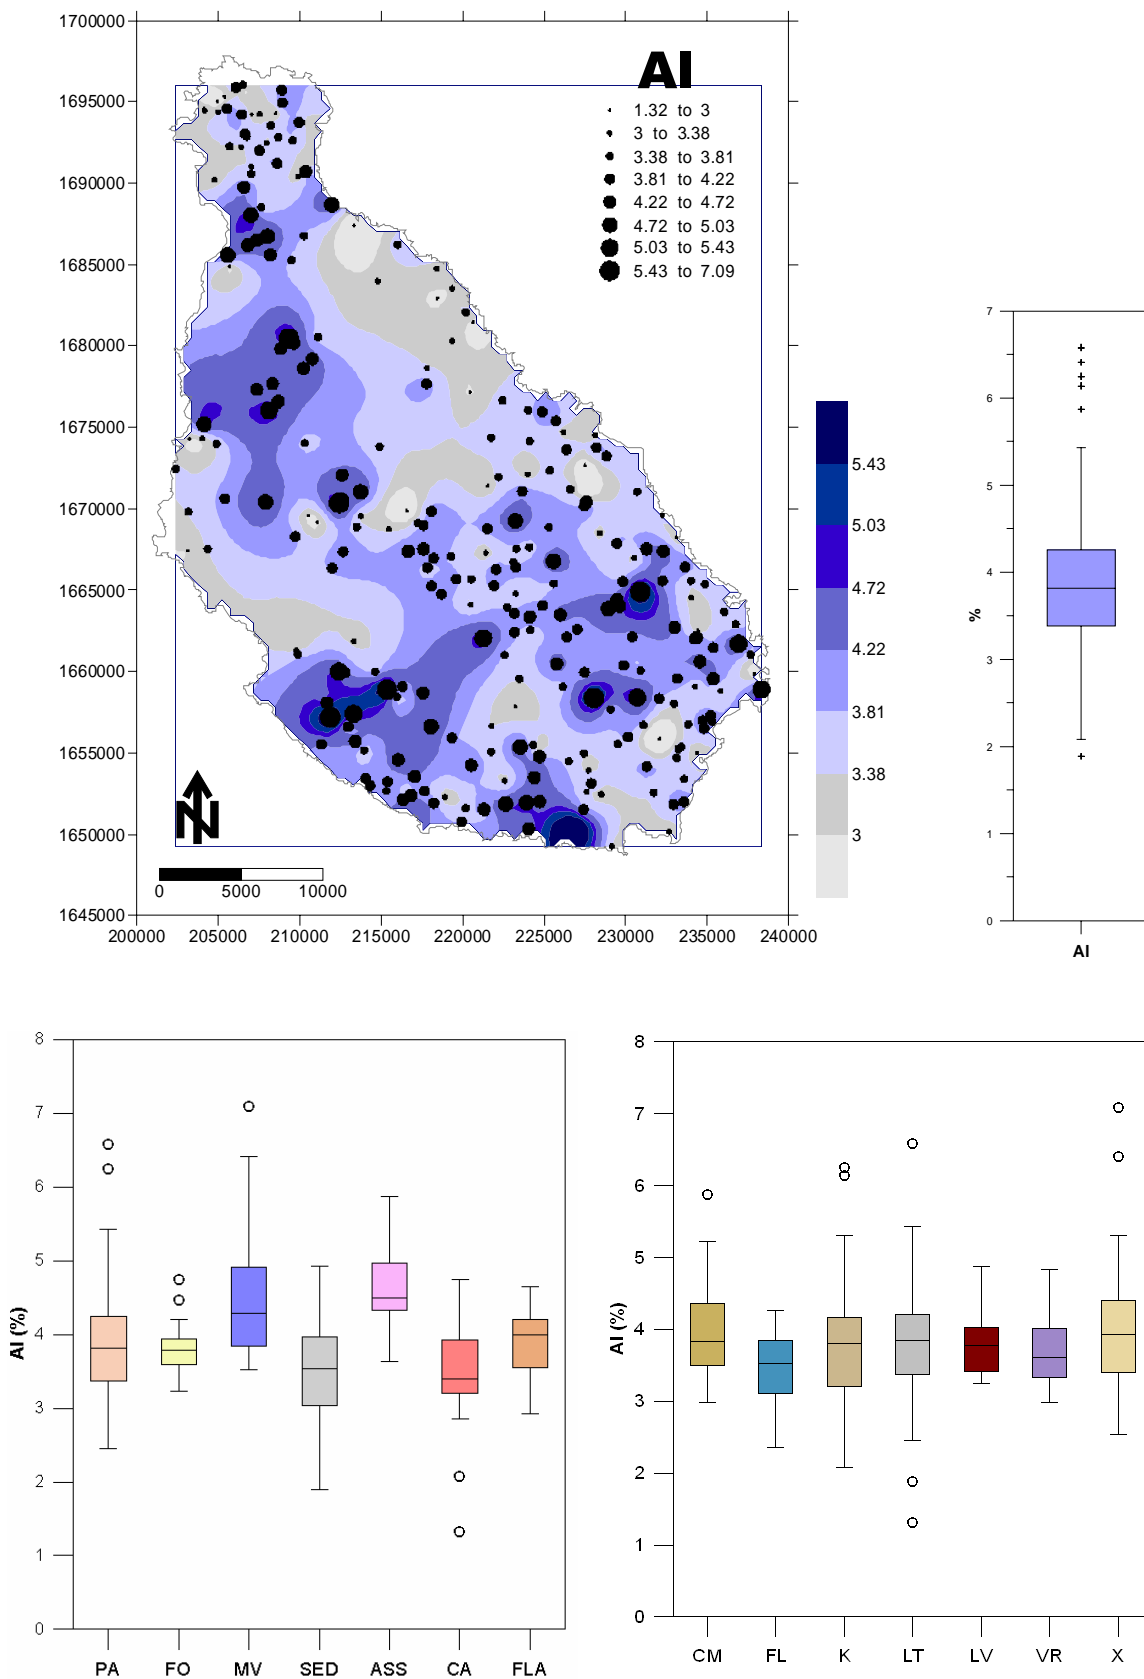 1700000
1695000
1690000
1685000
1680000
1675000
1670000
1665000
1660000
1655000
1650000
1645000
200000 205000 210000 215000 220000 225000 230000 235000 240000
Al
1.32 to 3
3 to 3.38
3.38 to 3.81
3.81 to 4.22
4.22 to 4.72
4.72 to 5.03
5.03 to 5.43
5.43 to 7.09
N
0 5000 10000
5.43
5.03
4.72
4.22
3.81
3.38
3
7
6
5
4
3
2
1
0
%
Al
8
7
6
5
4
3
2
1
0
Al (%)
PA FO MV SED ASS CA FLA
8
7
6
5
4
3
2
1
0
Al (%)
CM FL K LT LV VR X